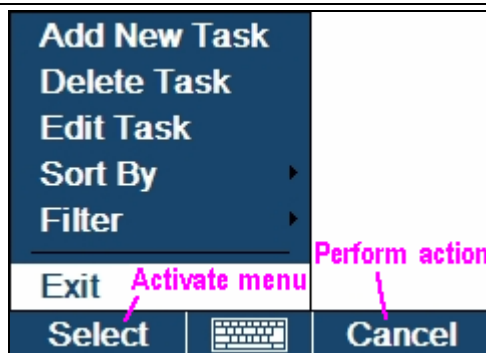 Add New Task
Delete Task
Edit Task
Sort By
Filter
Perform action
Exit Activate menu
Select Cancel